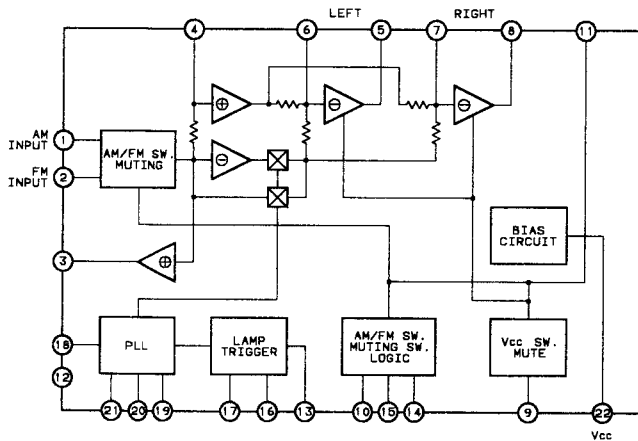 LEFT RIGHT
4 6 5 7 8 11
AM INPUT 1
FM INPUT 2
AM/FM SW.
MUTING
⊕ ⊖ ⊖
⊖
3 ⊕
BIAS
CIRCUIT
18 PLL
LAMP
TRIGGER
AM/FM SW.
MUTING SW.
LOGIC
Vcc SW.
MUTE
12
21 20 19 17 16 13 10 15 14 9 22
Vcc